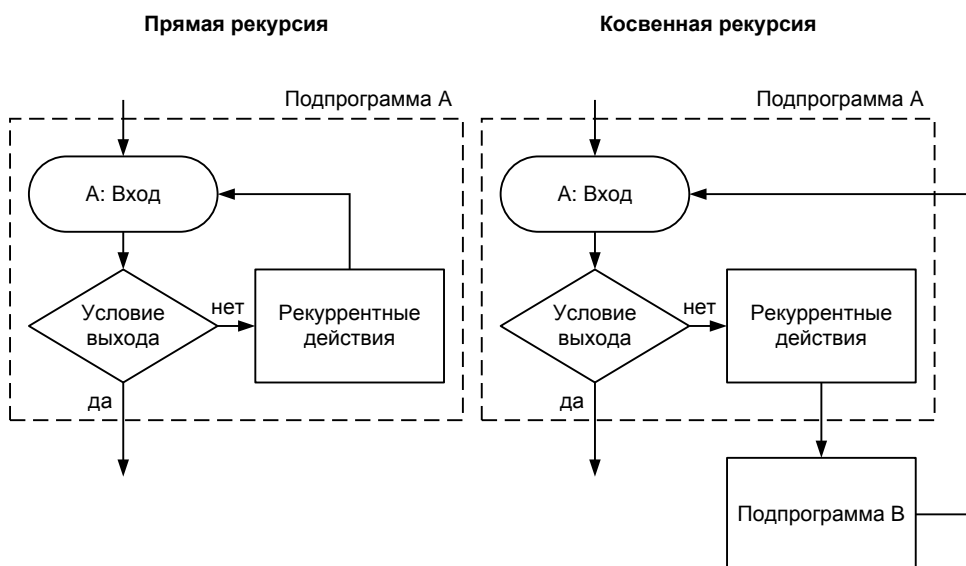 Прямая рекурсия
Косвенная рекурсия
Подпрограмма А
Подпрограмма А
А: Вход
А: Вход
Условие
выхода
нет
Рекуррентные
действия
Условие
выхода
нет
Рекуррентные
действия
да
да
Подпрограмма В